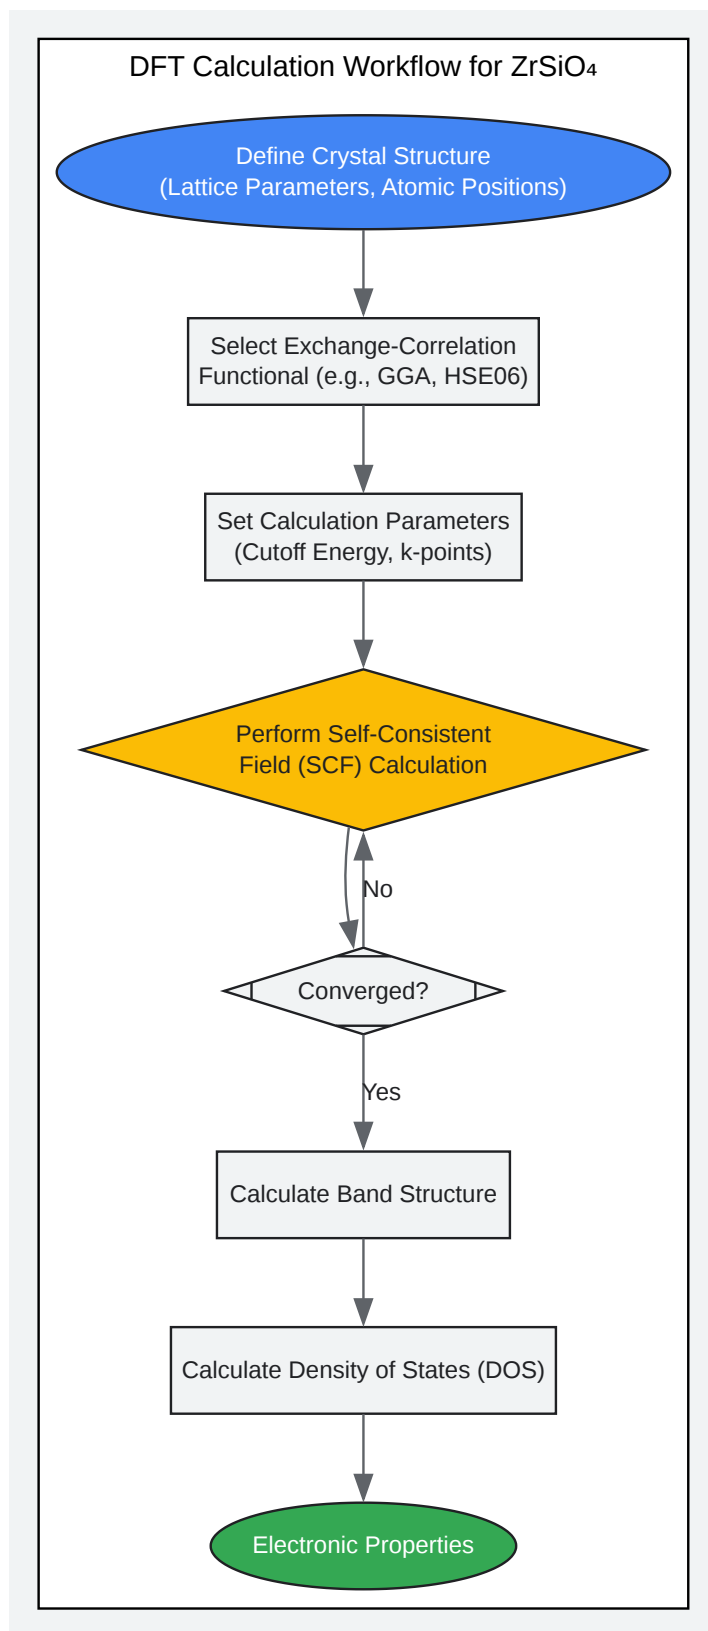 DFT Calculation Workflow for ZrSiO₄
Define Crystal Structure
(Lattice Parameters, Atomic Positions)
Select Exchange-Correlation
Functional (e.g., GGA, HSE06)
Set Calculation Parameters
(Cutoff Energy, k-points)
Perform Self-Consistent
Field (SCF) Calculation
No
Converged?
Yes
Calculate Band Structure
Calculate Density of States (DOS)
Electronic Properties